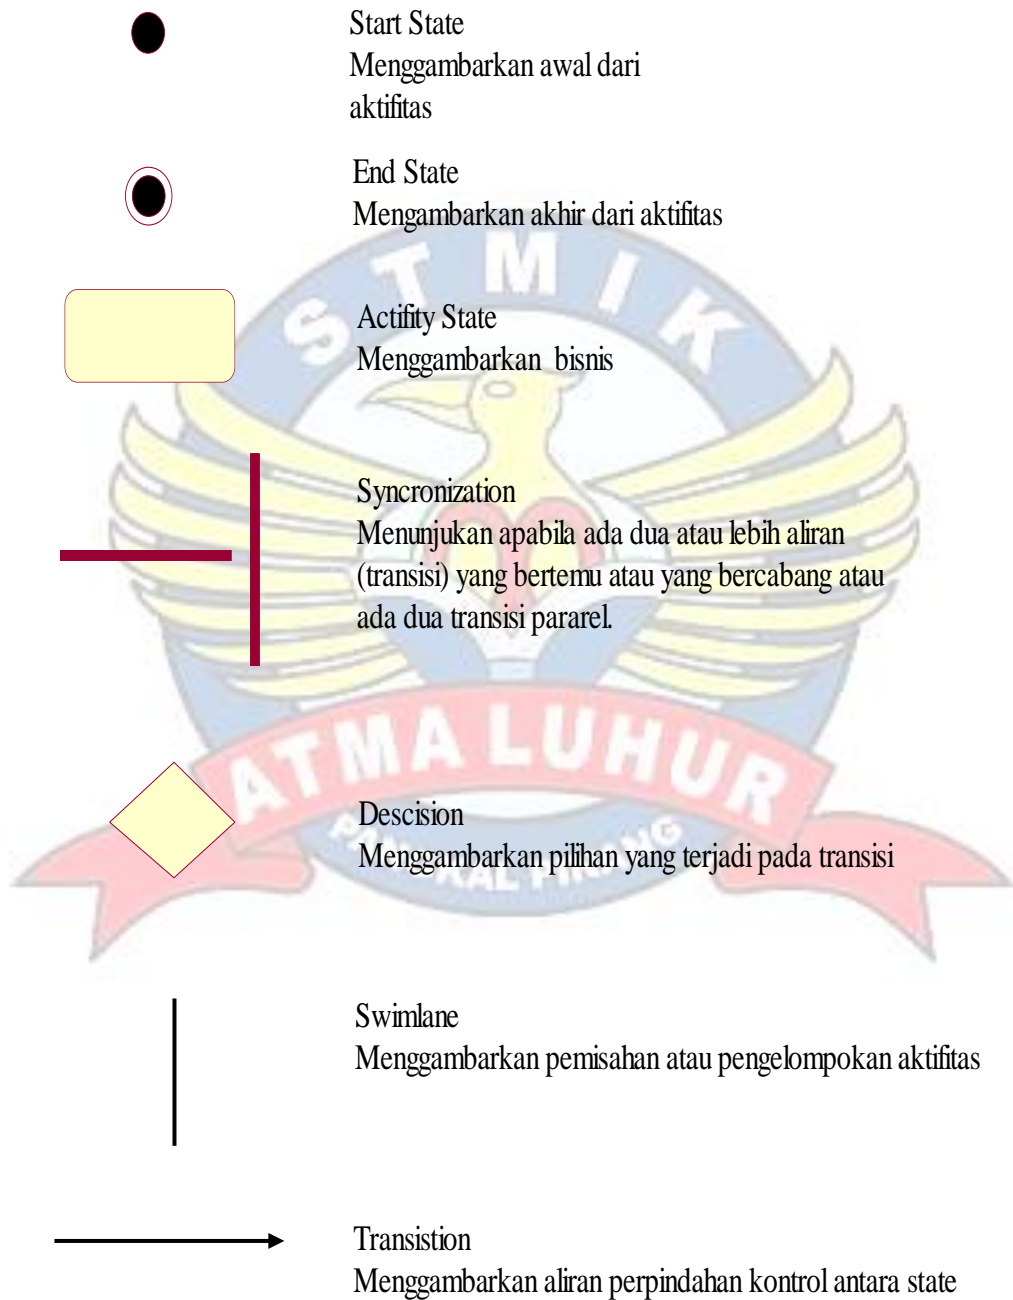 Start State
Menggambarkan awal dari
aktifitas
End State
Mengambarkan akhir dari aktifitas
STMIK
Actifity State
Menggambarkan bisnis
Syncronization
Menunjukan apabila ada dua atau lebih aliran
(transisi) yang bertemu atau yang bercabang atau
ada dua transisi pararel.
ATMA LUHUR
Descision
Menggambarkan pilihan yang terjadi pada transisi
Swimlane
Menggambarkan pemisahan atau pengelompokan aktifitas
Transistion
Menggambarkan aliran perpindahan kontrol antara state